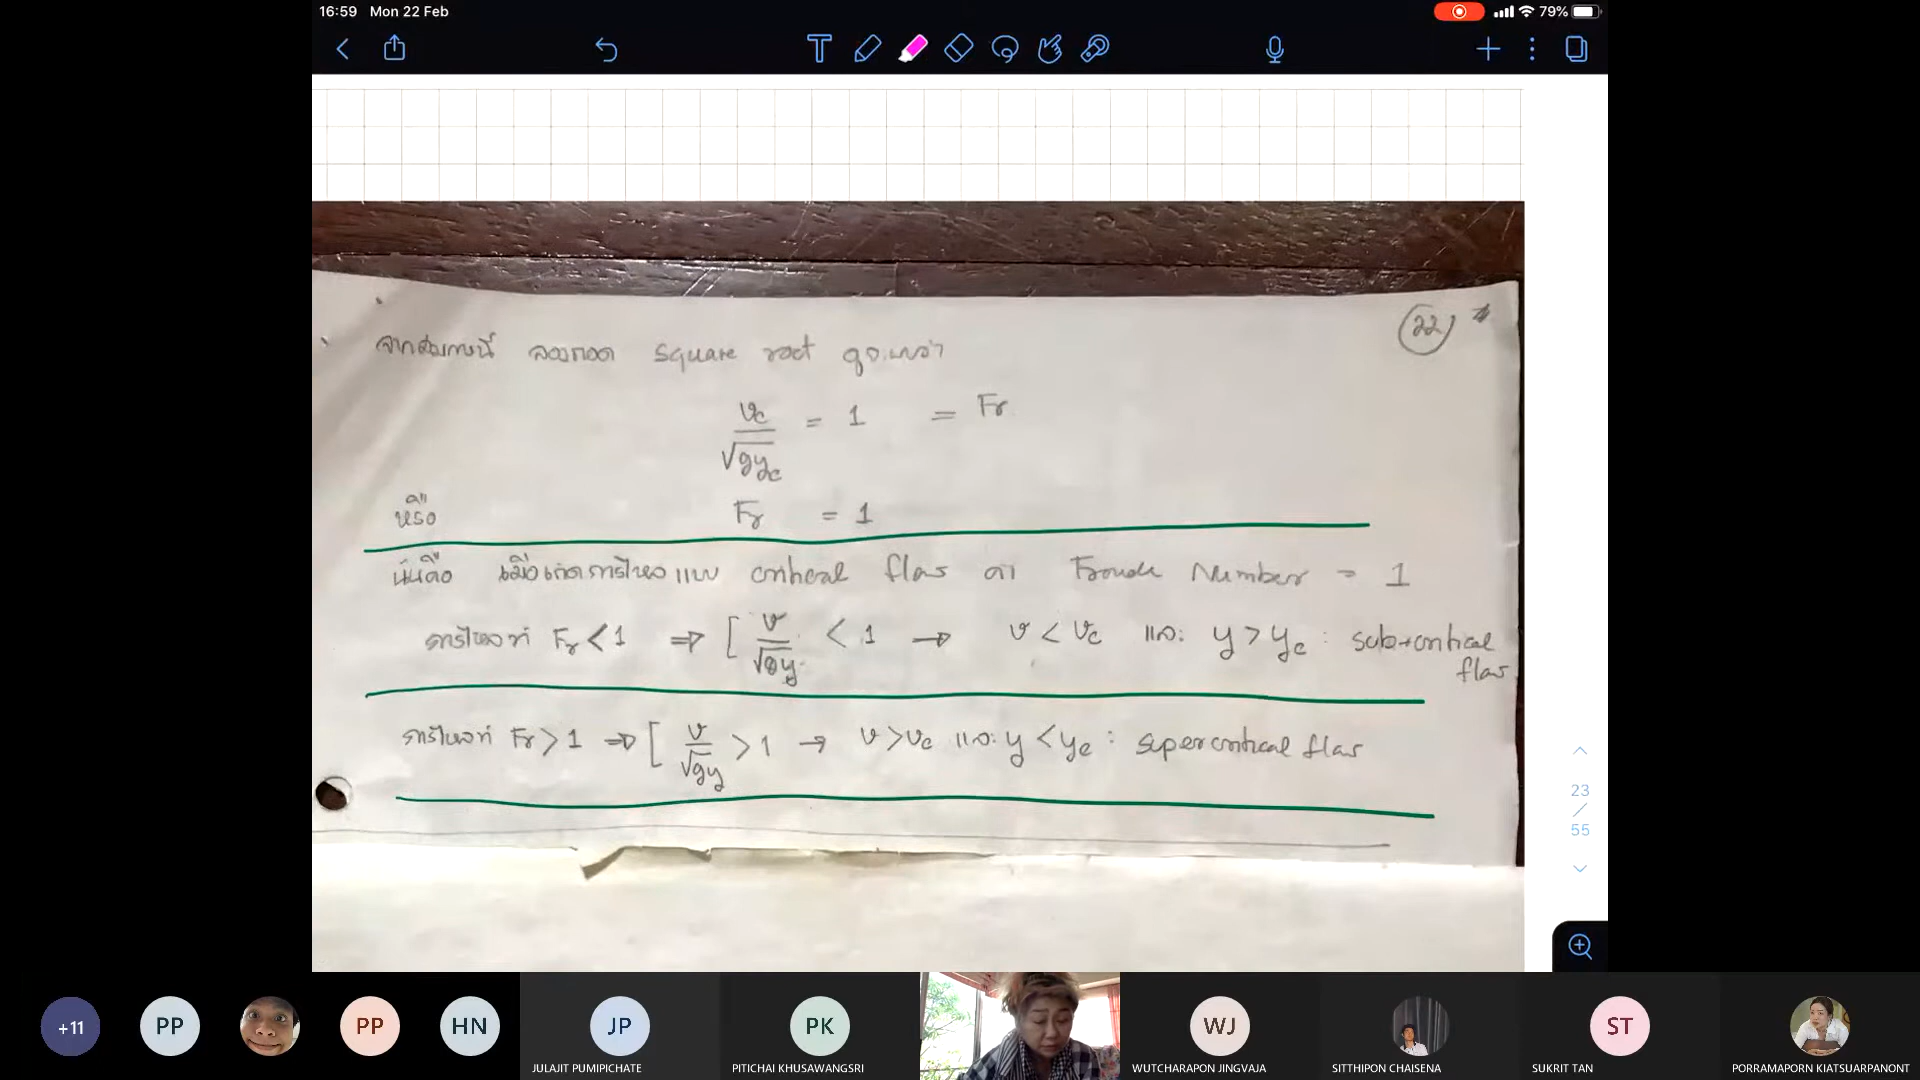 16:59 Mon 22 Feb
79%
22
จากสมการนี้ ลองถอด square root ดูจะพบว่า
vc/√gyc = 1 = Fr
หรือ Fr = 1
นั่นคือ เมื่อเกิดการไหลแบบ critical flow ค่า Froude Number = 1
การไหลที่ Fr < 1 ⇒ [ v/√gy < 1 → v < vc และ y > yc : sub-critical
flow
การไหลที่ Fr > 1 ⇒ [ v/√gy > 1 → v > vc และ y < yc : supercritical flow
23
/
55
+11
PP
PP
HN
JP
PK
WJ
ST
JULAJIT PUMIPICHATE
PITICHAI KHUSAWANGSRI
WUTCHARAPON JINGVAJA
SITTHIPON CHAISENA
SUKRIT TAN
PORRAMAPORN KIATSUARPANONT